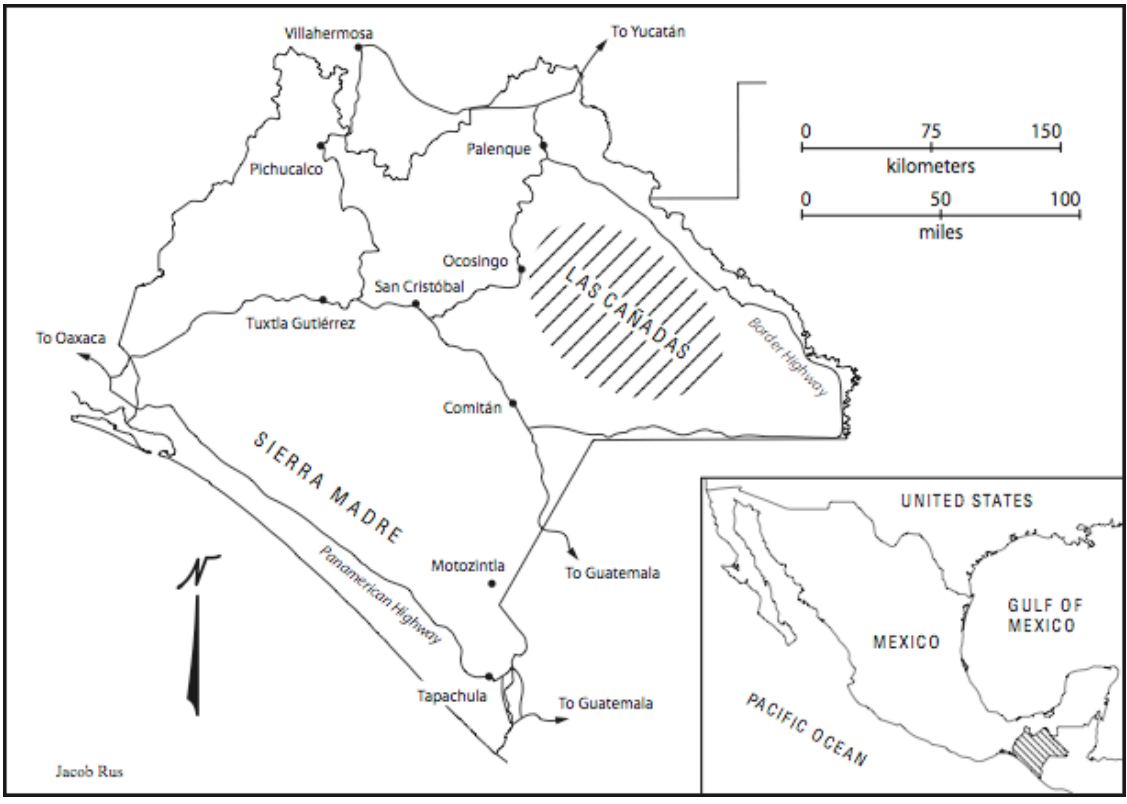 Villahermosa
To Yucatán
0 75 150
kilometers
Palenque
Pichucalco
0 50 100
miles
Ocosingo
San Cristóbal
LAS CAÑADAS
Tuxtla Gutiérrez
To Oaxaca
Border Highway
Comitán
SIERRA MADRE
UNITED STATES
N
Panamerican Highway
Motozintla
To Guatemala
GULF OF
MEXICO
MEXICO
Tapachula
To Guatemala
PACIFIC OCEAN
Jacob Rus